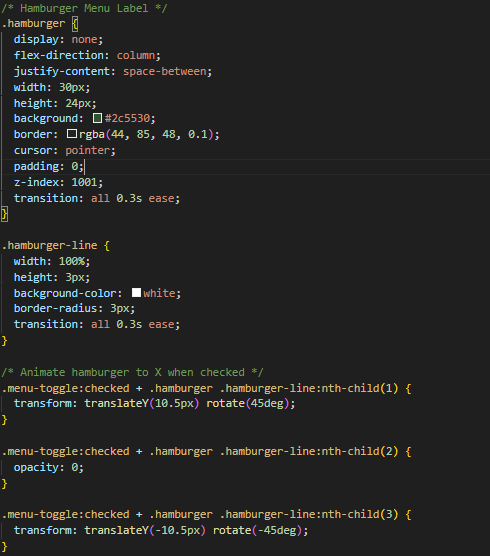 /* Hamburger Menu Label */
.hamburger {
  display: none;
  flex-direction: column;
  justify-content: space-between;
  width: 30px;
  height: 24px;
  background: #2c5530;
  border: rgba(44, 85, 48, 0.1);
  cursor: pointer;
  padding: 0;
  z-index: 1001;
  transition: all 0.3s ease;
}

.hamburger-line {
  width: 100%;
  height: 3px;
  background-color: white;
  border-radius: 3px;
  transition: all 0.3s ease;
}

/* Animate hamburger to X when checked */
.menu-toggle:checked + .hamburger .hamburger-line:nth-child(1) {
  transform: translateY(10.5px) rotate(45deg);
}

.menu-toggle:checked + .hamburger .hamburger-line:nth-child(2) {
  opacity: 0;
}

.menu-toggle:checked + .hamburger .hamburger-line:nth-child(3) {
  transform: translateY(-10.5px) rotate(-45deg);
}